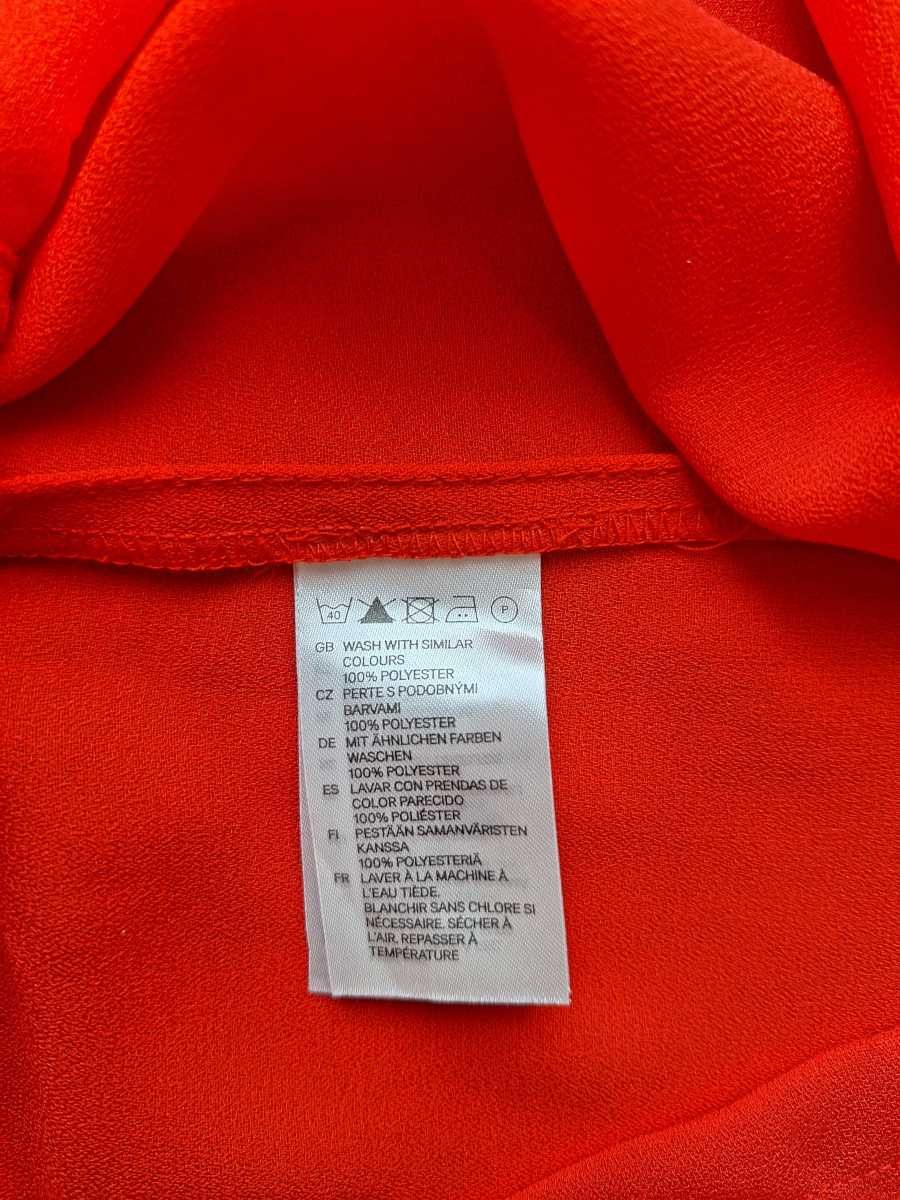 40 P
GB WASH WITH SIMILAR
COLOURS
100% POLYESTER
CZ PERTE S PODOBNÝMI
BARVAMI
100% POLYESTER
DE MIT ÄHNLICHEN FARBEN
WASCHEN
100% POLYESTER
ES LAVAR CON PRENDAS DE
COLOR PARECIDO
100% POLIÉSTER
FI PESTÄÄN SAMANVÄRISTEN
KANSSA
100% POLYESTERIÄ
FR LAVER À LA MACHINE À
L'EAU TIÈDE.
BLANCHIR SANS CHLORE SI
NÉCESSAIRE. SÉCHER À
L'AIR. REPASSER À
TEMPÉRATURE